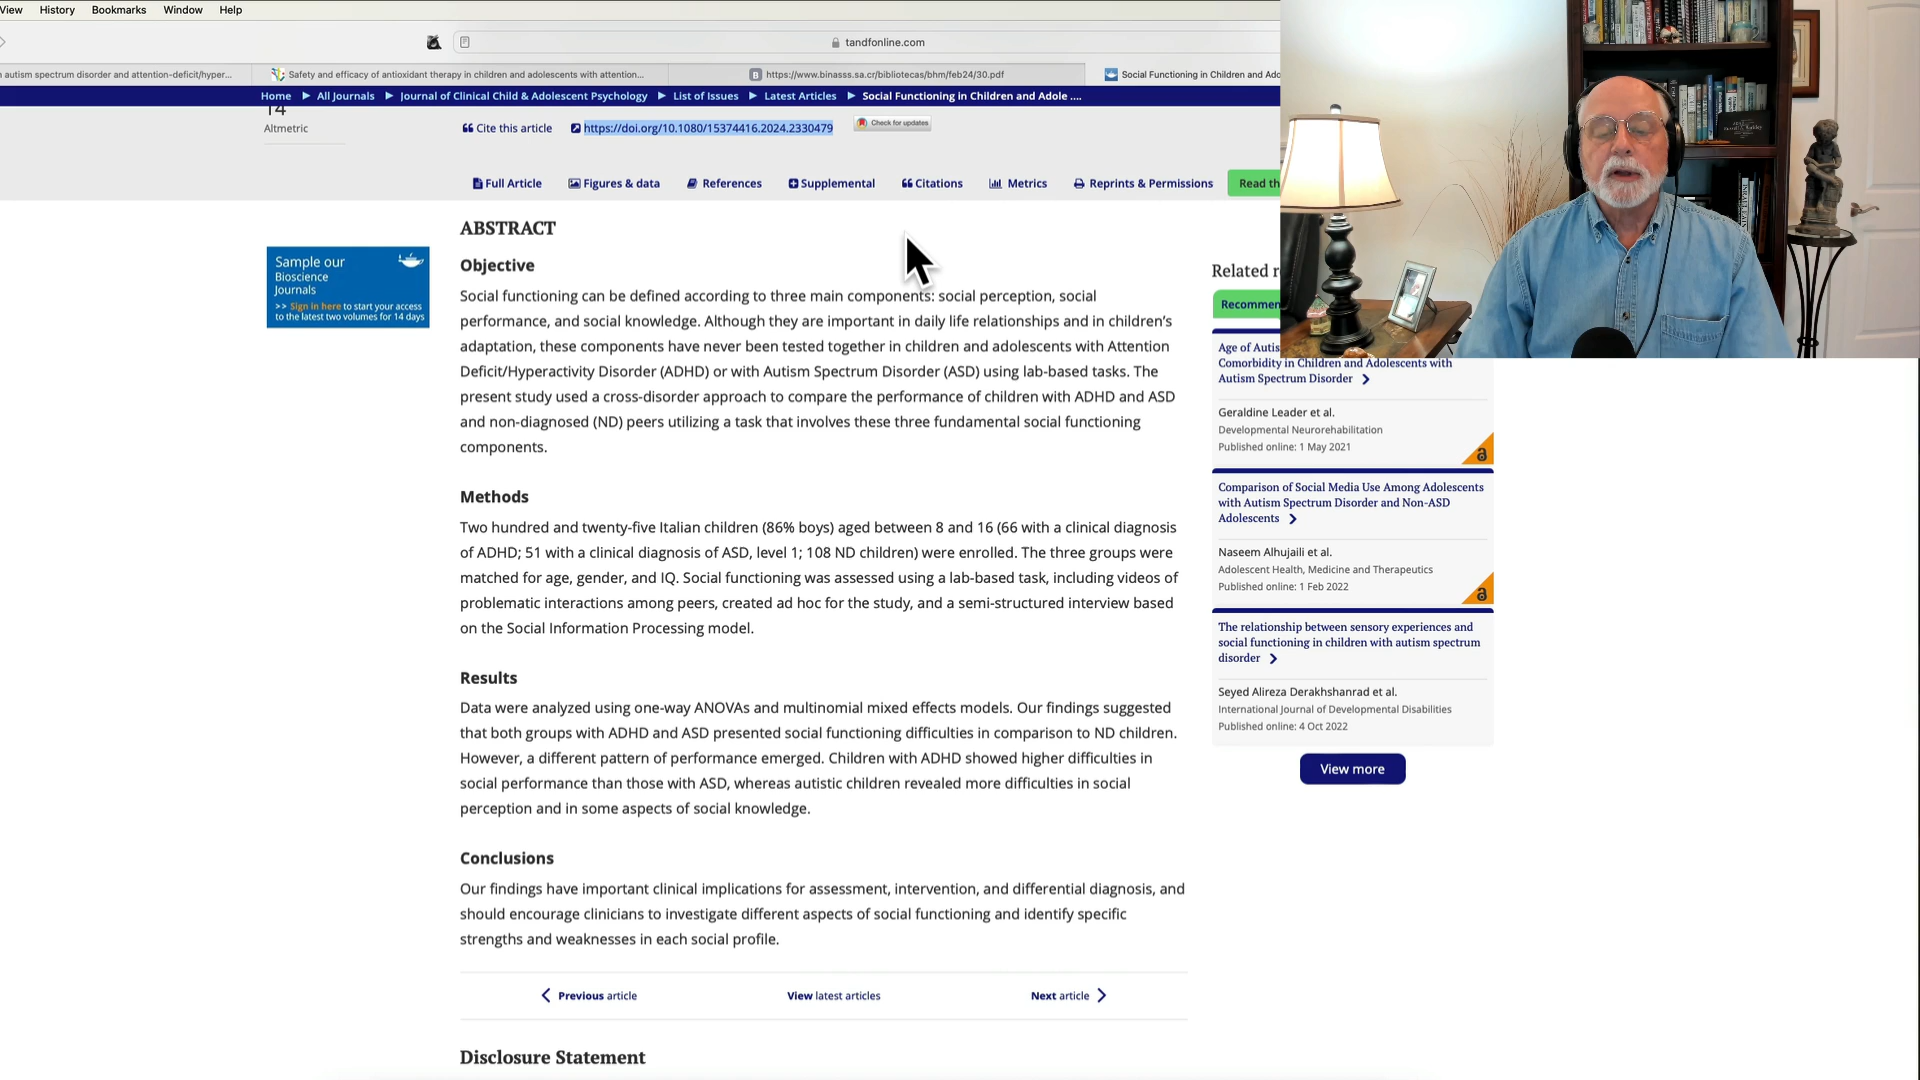 View History Bookmarks Window Help
tandfonline.com
n autism spectrum disorder and attention-deficit/hyper...
Safety and efficacy of antioxidant therapy in children and adolescents with attention...
https://www.binasss.sa.cr/bibliotecas/bhm/feb24/30.pdf
Social Functioning in Children and Ado
Home ▶ All Journals ▶ Journal of Clinical Child & Adolescent Psychology ▶ List of Issues ▶ Latest Articles ▶ Social Functioning in Children and Adole ....
14
Altmetric
Cite this article
https://doi.org/10.1080/15374416.2024.2330479
Check for updates
Full Article
Figures & data
References
Supplemental
Citations
Metrics
Reprints & Permissions
Read th
Sample our
Bioscience
Journals
>> Sign in here to start your access
to the latest two volumes for 14 days
ABSTRACT
Objective
Social functioning can be defined according to three main components: social perception, social
performance, and social knowledge. Although they are important in daily life relationships and in children's
adaptation, these components have never been tested together in children and adolescents with Attention
Deficit/Hyperactivity Disorder (ADHD) or with Autism Spectrum Disorder (ASD) using lab-based tasks. The
present study used a cross-disorder approach to compare the performance of children with ADHD and ASD
and non-diagnosed (ND) peers utilizing a task that involves these three fundamental social functioning
components.
Methods
Two hundred and twenty-five Italian children (86% boys) aged between 8 and 16 (66 with a clinical diagnosis
of ADHD; 51 with a clinical diagnosis of ASD, level 1; 108 ND children) were enrolled. The three groups were
matched for age, gender, and IQ. Social functioning was assessed using a lab-based task, including videos of
problematic interactions among peers, created ad hoc for the study, and a semi-structured interview based
on the Social Information Processing model.
Results
Data were analyzed using one-way ANOVAs and multinomial mixed effects models. Our findings suggested
that both groups with ADHD and ASD presented social functioning difficulties in comparison to ND children.
However, a different pattern of performance emerged. Children with ADHD showed higher difficulties in
social performance than those with ASD, whereas autistic children revealed more difficulties in social
perception and in some aspects of social knowledge.
Conclusions
Our findings have important clinical implications for assessment, intervention, and differential diagnosis, and
should encourage clinicians to investigate different aspects of social functioning and identify specific
strengths and weaknesses in each social profile.
Previous article
View latest articles
Next article
Disclosure Statement
Related r
Recommen
Age of Autis
Comorbidity in Children and Adolescents with
Autism Spectrum Disorder
Geraldine Leader et al.
Developmental Neurorehabilitation
Published online: 1 May 2021
Comparison of Social Media Use Among Adolescents
with Autism Spectrum Disorder and Non-ASD
Adolescents
Naseem Alhujaili et al.
Adolescent Health, Medicine and Therapeutics
Published online: 1 Feb 2022
The relationship between sensory experiences and
social functioning in children with autism spectrum
disorder
Seyed Alireza Derakhshanrad et al.
International Journal of Developmental Disabilities
Published online: 4 Oct 2022
View more